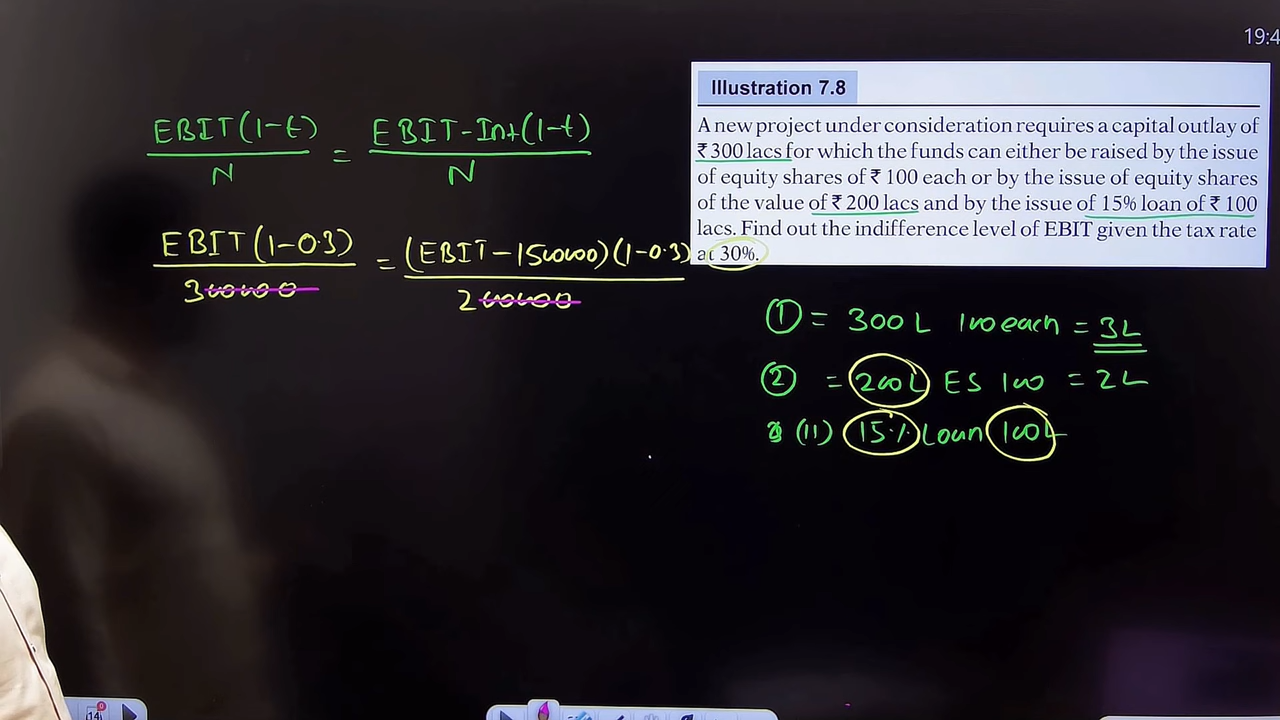 19:4
EBIT(1-t) / N = EBIT-Int(1-t) / N
EBIT(1-0.3) / 300000 = (EBIT-1500000)(1-0.3) / 200000
Illustration 7.8
A new project under consideration requires a capital outlay of
₹ 300 lacs for which the funds can either be raised by the issue
of equity shares of ₹ 100 each or by the issue of equity shares
of the value of ₹ 200 lacs and by the issue of 15% loan of ₹ 100
lacs. Find out the indifference level of EBIT given the tax rate
at 30%.
① = 300L 100 each = 3L
② = 200L ES 100 = 2L
(11) 15% Loan 100L
14